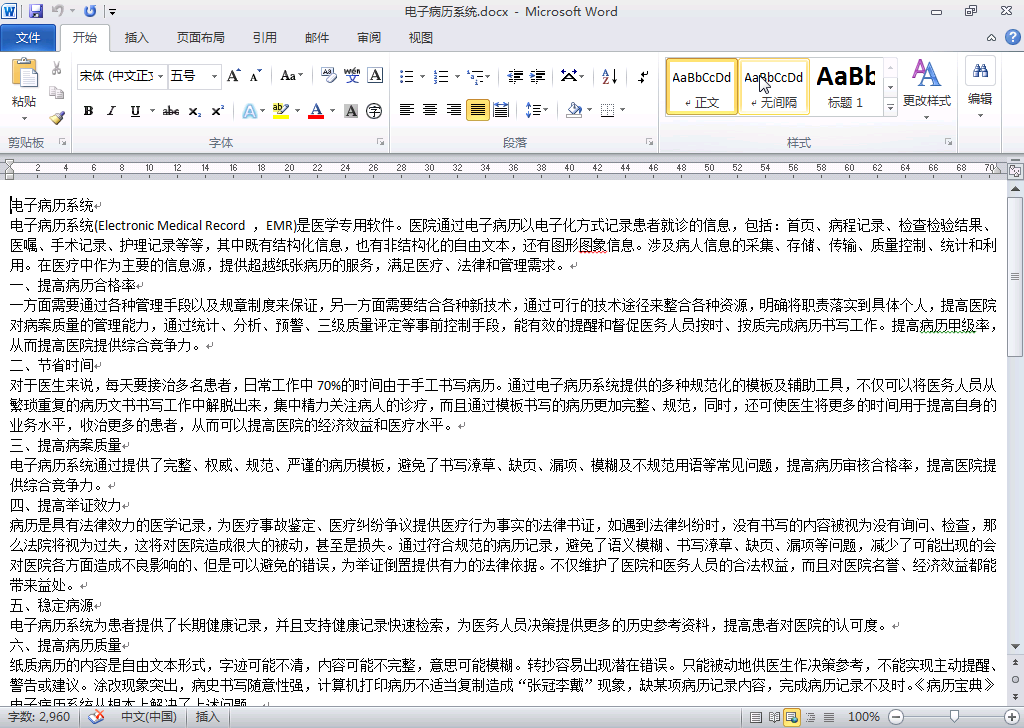 电子病历系统.docx - Microsoft Word
文件 开始 插入 页面布局 引用 邮件 审阅 视图
粘贴
宋体 (中文正 五号
AaBbCcDd AaBbCcDd AaBb
正文 无间隔 标题 1
更改样式 编辑
剪贴板 字体 段落 样式
2 4 6 8 10 12 14 16 18 20 22 24 26 28 30 32 34 36 38 40 42 44 46 48 50 52 54 56 58 60 62 64 66 68 70
电子病历系统
电子病历系统(Electronic Medical Record ，EMR)是医学专用软件。医院通过电子病历以电子化方式记录患者就诊的信息，包括：首页、病程记录、检查检验结果、
医嘱、手术记录、护理记录等等，其中既有结构化信息，也有非结构化的自由文本，还有图形图象信息。涉及病人信息的采集、存储、传输、质量控制、统计和利
用。在医疗中作为主要的信息源，提供超越纸张病历的服务，满足医疗、法律和管理需求。
一、提高病历合格率
一方面需要通过各种管理手段以及规章制度来保证，另一方面需要结合各种新技术，通过可行的技术途径来整合各种资源，明确将职责落实到具体个人，提高医院
对病案质量的管理能力，通过统计、分析、预警、三级质量评定等事前控制手段，能有效的提醒和督促医务人员按时、按质完成病历书写工作。提高病历甲级率，
从而提高医院提供综合竞争力。
二、节省时间
对于医生来说，每天要接治多名患者，日常工作中 70%的时间由于手工书写病历。通过电子病历系统提供的多种规范化的模板及辅助工具，不仅可以将医务人员从
繁琐重复的病历文书书写工作中解脱出来，集中精力关注病人的诊疗，而且通过模板书写的病历更加完整、规范，同时，还可使医生将更多的时间用于提高自身的
业务水平，收治更多的患者，从而可以提高医院的经济效益和医疗水平。
三、提高病案质量
电子病历系统通过提供了完整、权威、规范、严谨的病历模板，避免了书写潦草、缺页、漏项、模糊及不规范用语等常见问题，提高病历审核合格率，提高医院提
供综合竞争力。
四、提高举证效力
病历是具有法律效力的医学记录，为医疗事故鉴定、医疗纠纷争议提供医疗行为事实的法律书证，如遇到法律纠纷时，没有书写的内容被视为没有询问、检查，那
么法院将视为过失，这将对医院造成很大的被动，甚至是损失。通过符合规范的病历记录，避免了语义模糊、书写潦草、缺页、漏项等问题，减少了可能出现的会
对医院各方面造成不良影响的、但是可以避免的错误，为举证倒置提供有力的法律依据。不仅维护了医院和医务人员的合法权益，而且对医院名誉、经济效益都能
带来益处。
五、稳定病源
电子病历系统为患者提供了长期健康记录，并且支持健康记录快速检索，为医务人员决策提供更多的历史参考资料，提高患者对医院的认可度。
六、提高病历质量
纸质病历的内容是自由文本形式，字迹可能不清，内容可能不完整，意思可能模糊。转抄容易出现潜在错误。只能被动地供医生作决策参考，不能实现主动提醒、
警告或建议。涂改现象突出，病史书写随意性强，计算机打印病历不适当复制造成“张冠李戴”现象，缺某项病历记录内容，完成病历记录不及时。《病历宝典》
电子病历系统从根本上解决了上述问题。
字数: 2,960 中文(中国) 插入 100%